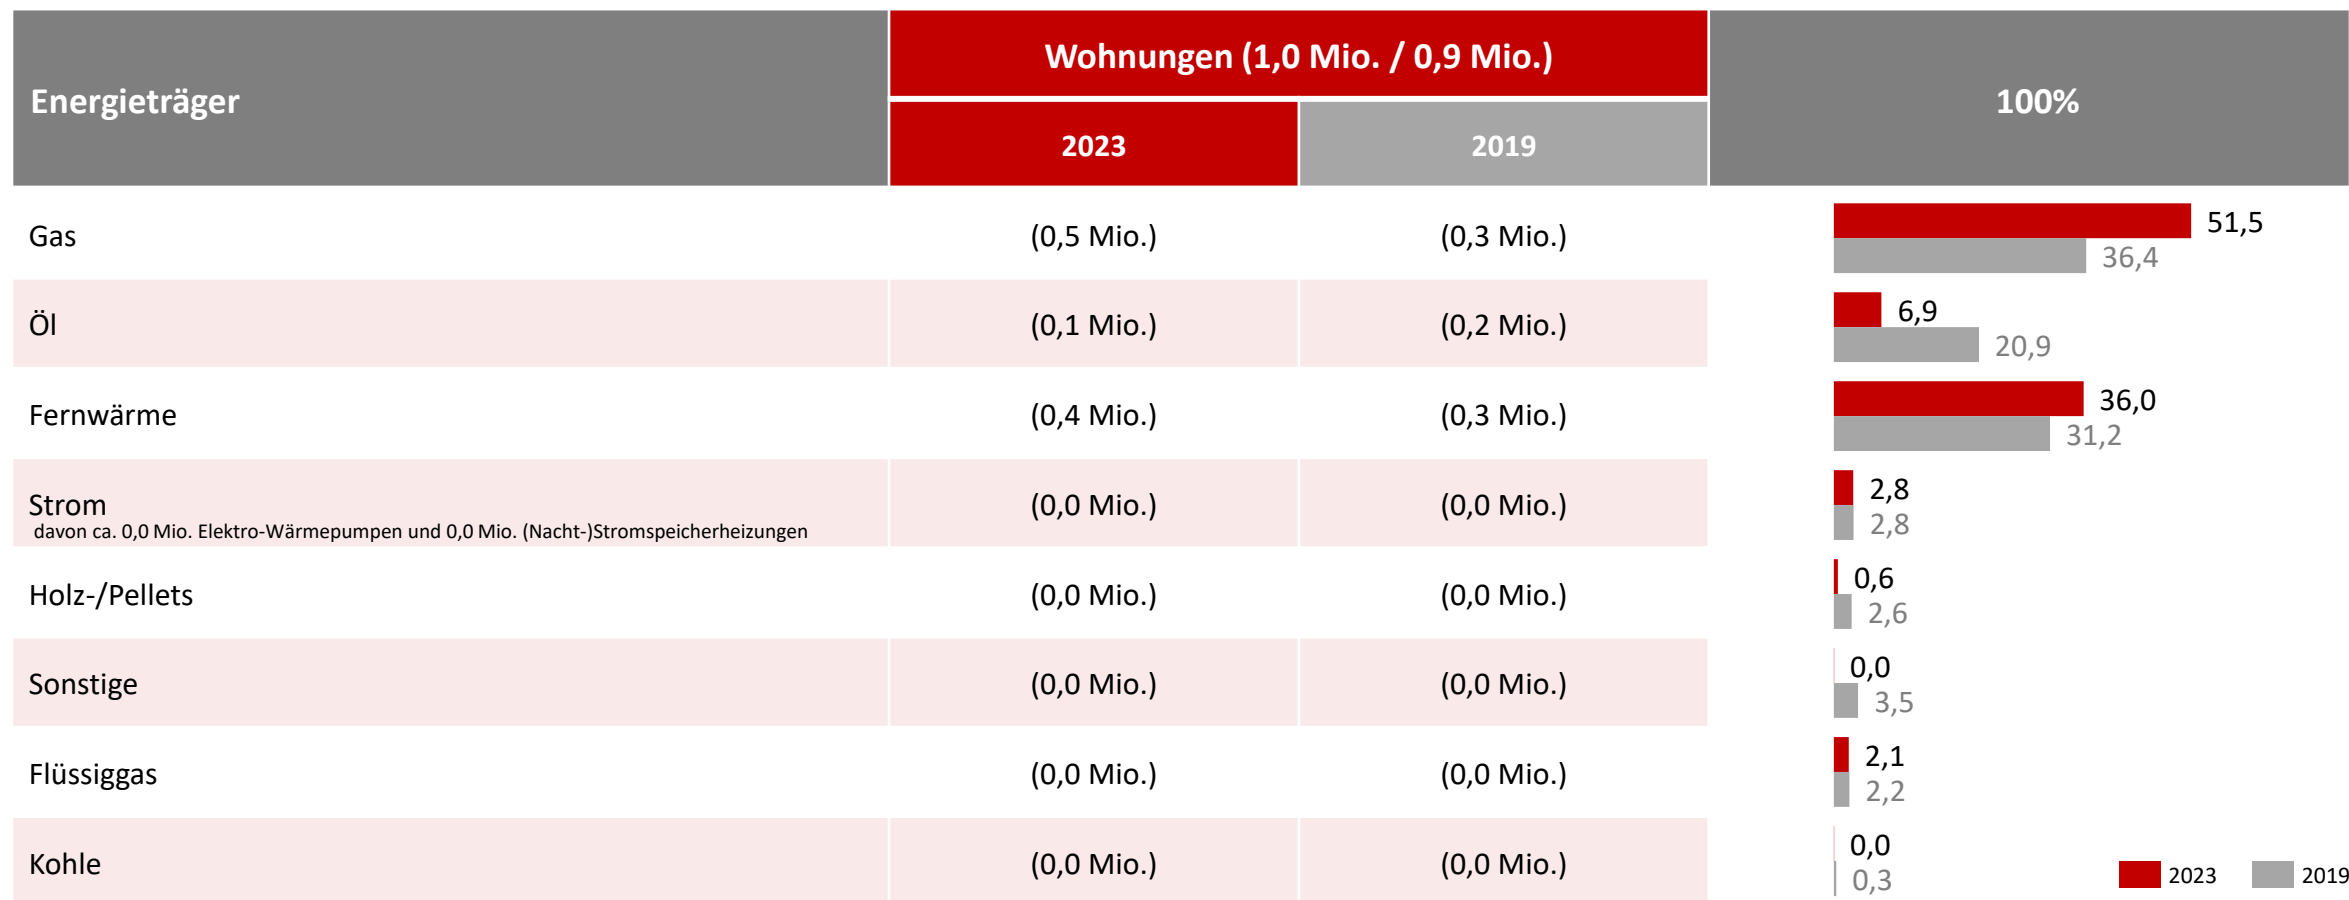 Energieträger
Wohnungen (1,0 Mio. / 0,9 Mio.)
100%
2023
2019
Gas
(0,5 Mio.)
(0,3 Mio.)
51,5
36,4
Öl
(0,1 Mio.)
(0,2 Mio.)
6,9
20,9
Fernwärme
(0,4 Mio.)
(0,3 Mio.)
36,0
31,2
Strom
davon ca. 0,0 Mio. Elektro-Wärmepumpen und 0,0 Mio. (Nacht-)Stromspeicherheizungen
(0,0 Mio.)
(0,0 Mio.)
2,8
2,8
Holz-/Pellets
(0,0 Mio.)
(0,0 Mio.)
0,6
2,6
Sonstige
(0,0 Mio.)
(0,0 Mio.)
0,0
3,5
Flüssiggas
(0,0 Mio.)
(0,0 Mio.)
2,1
2,2
Kohle
(0,0 Mio.)
(0,0 Mio.)
0,0
0,3
2023
2019